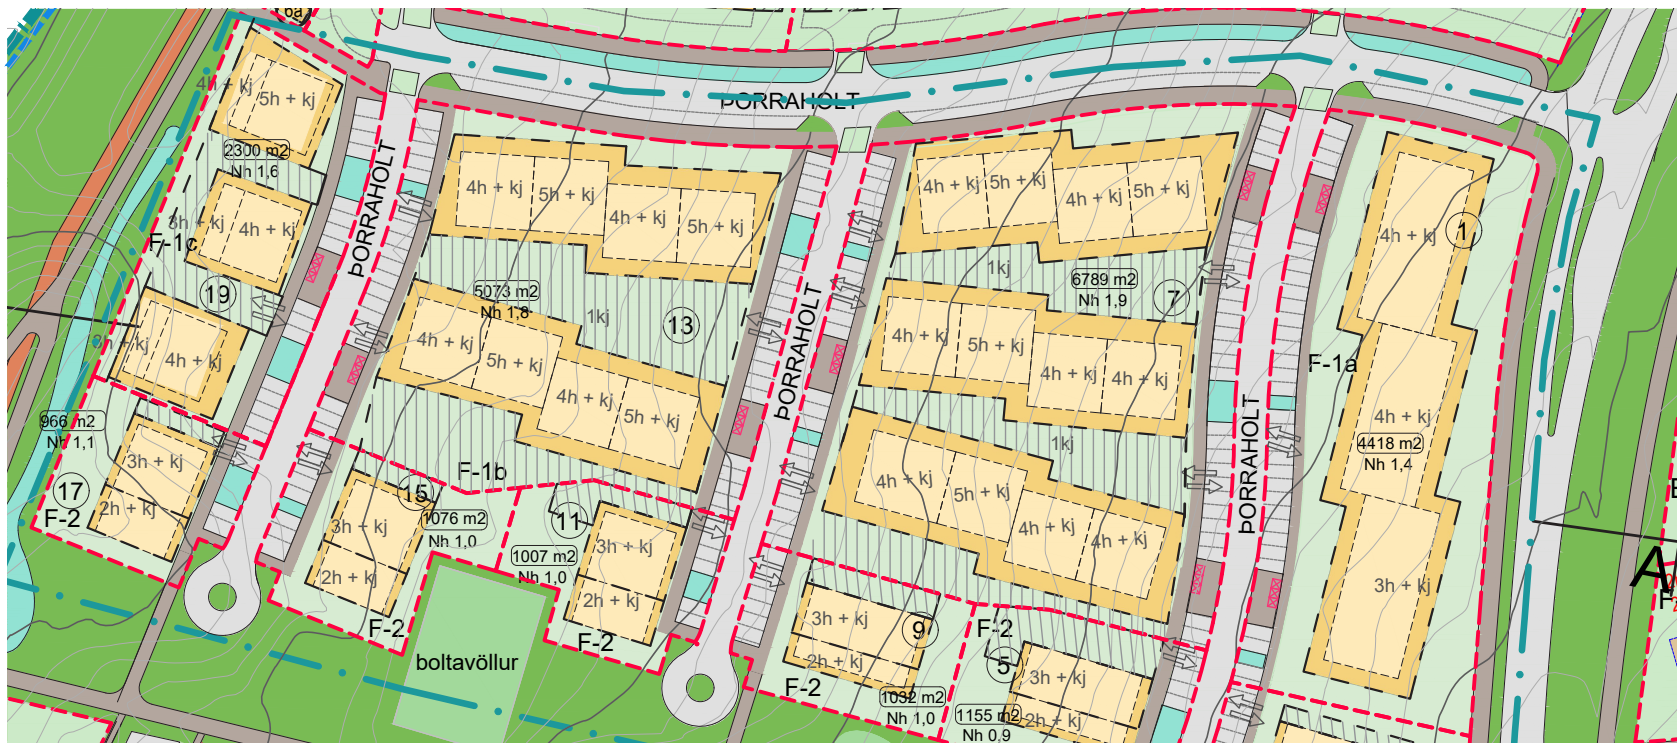 6a
4h + kj
5h + kj
2300 m2
Nh 1,6
3h + kj
4h + kj
F-1c
19
3h + kj
4h + kj
966 m2
Nh 1,1
17
F-2
3h + kj
2h + kj
ÞORRAHOLT
ÞORRAHOLT
4h + kj
5h + kj
4h + kj
5h + kj
5073 m2
Nh 1,8
1kj
13
4h + kj
5h + kj
4h + kj
5h + kj
F-1b
15
1076 m2
Nh 1,0
3h + kj
2h + kj
F-2
11
1007 m2
Nh 1,0
3h + kj
2h + kj
F-2
boltavöllur
ÞORRAHOLT
4h + kj
5h + kj
4h + kj
5h + kj
1kj
6789 m2
Nh 1,9
7
4h + kj
5h + kj
4h + kj
4h + kj
1kj
4h + kj
5h + kj
4h + kj
4h + kj
3h + kj
2h + kj
9
F-2
1032 m2
Nh 1,0
F-2
5
3h + kj
2h + kj
1155 m2
Nh 0,9
ÞORRAHOLT
4h + kj
1
F-1a
4h + kj
4418 m2
Nh 1,4
3h + kj